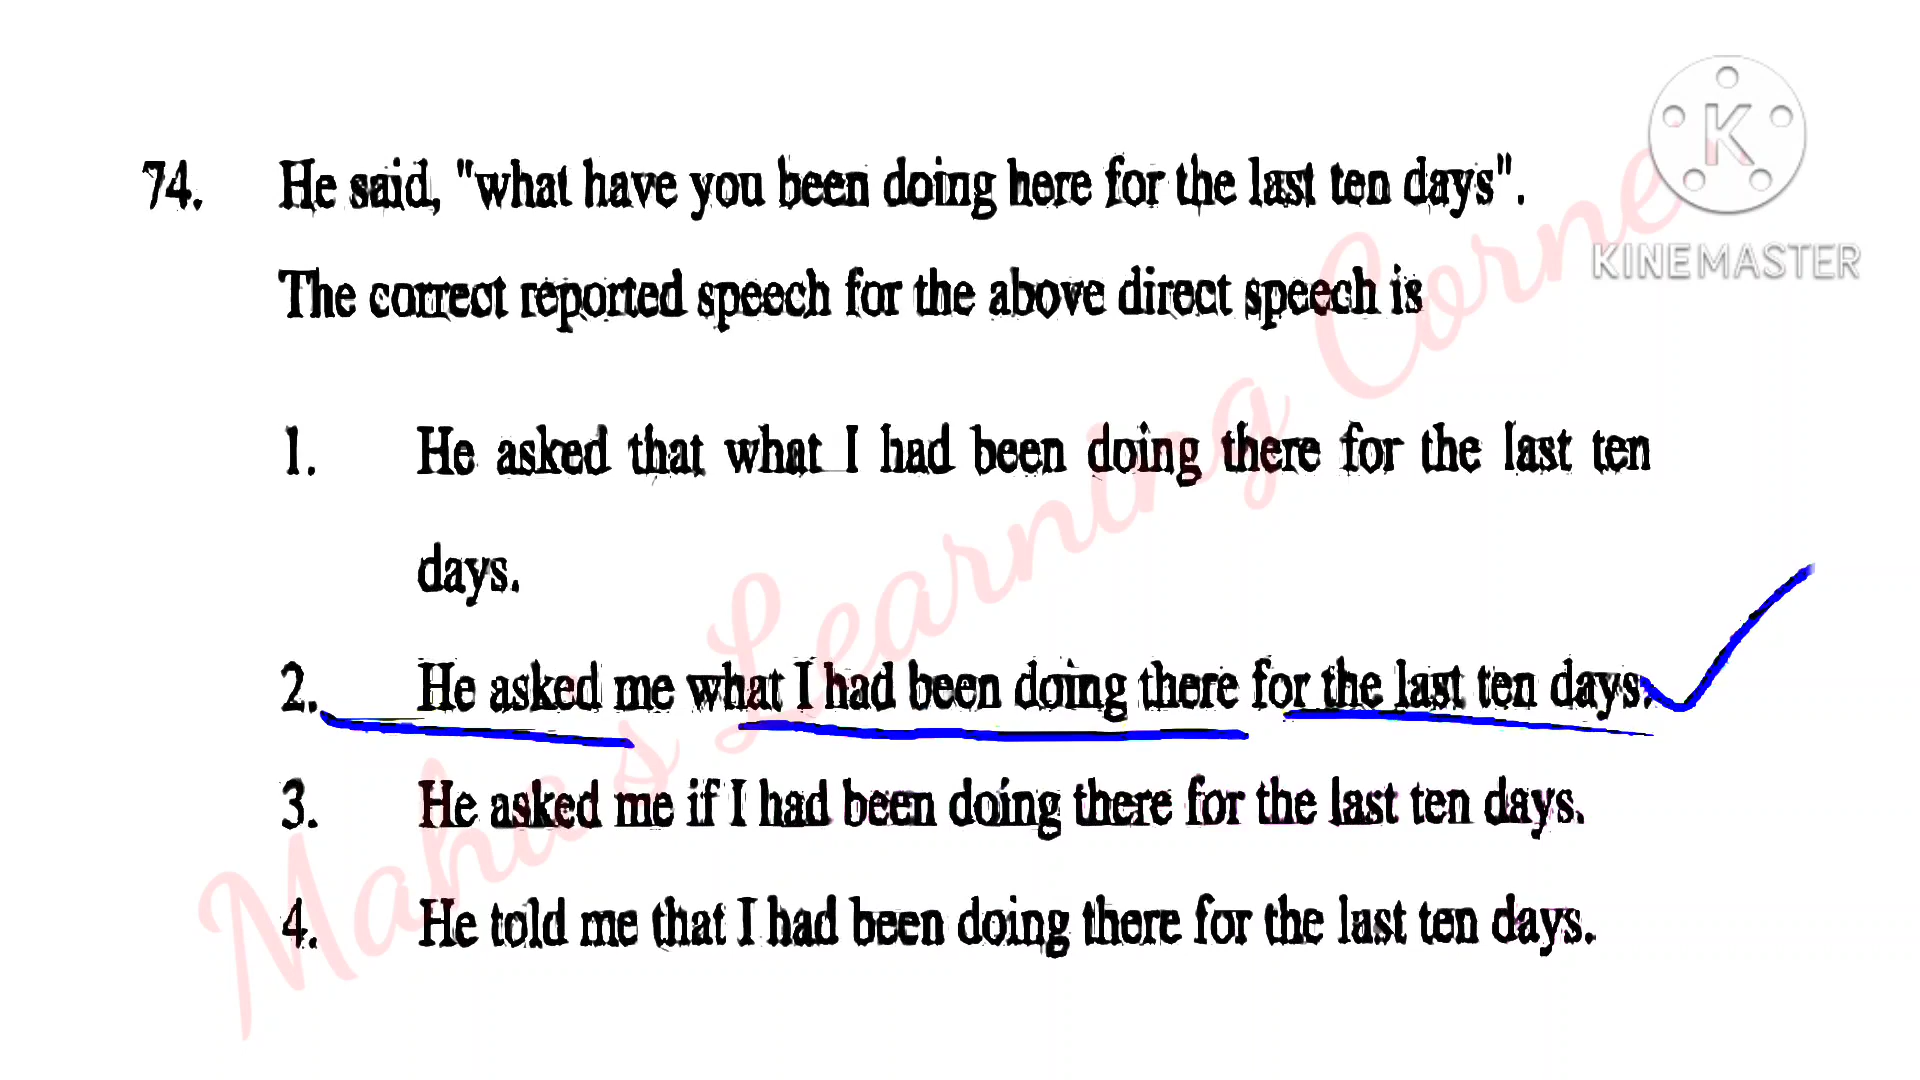 K
KINEMASTER
74. He said, "what have you been doing here for the last ten days".
The correct reported speech for the above direct speech is
1. He asked that what I had been doing there for the last ten
days.
2. He asked me what I had been doing there for the last ten days.
3. He asked me if I had been doing there for the last ten days.
4. He told me that I had been doing there for the last ten days.
Maha's Learning Corner